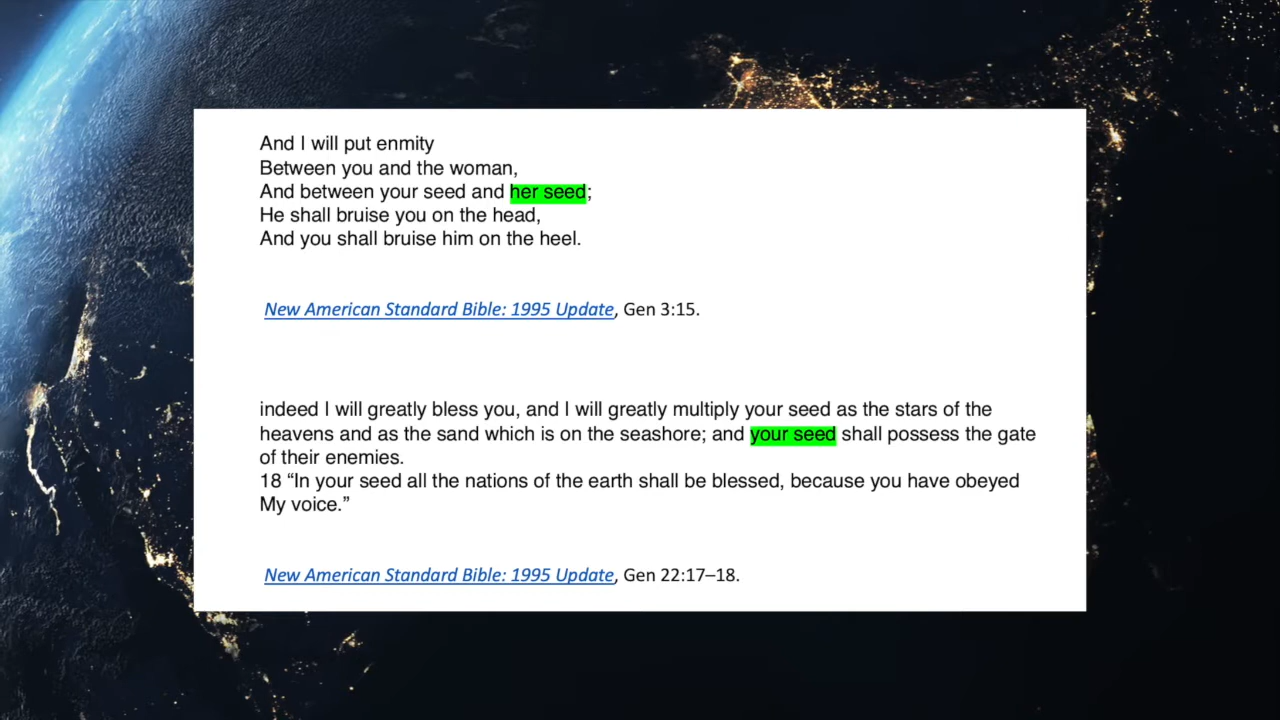 And I will put enmity
Between you and the woman,
And between your seed and her seed;
He shall bruise you on the head,
And you shall bruise him on the heel.
New American Standard Bible: 1995 Update, Gen 3:15.
indeed I will greatly bless you, and I will greatly multiply your seed as the stars of the
heavens and as the sand which is on the seashore; and your seed shall possess the gate
of their enemies.
18 “In your seed all the nations of the earth shall be blessed, because you have obeyed
My voice.”
New American Standard Bible: 1995 Update, Gen 22:17–18.